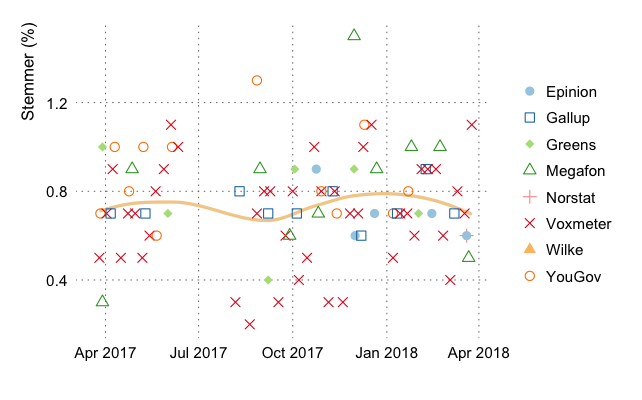 Stemmer (%)
1.2
0.8
0.4
Apr 2017 Jul 2017 Oct 2017 Jan 2018 Apr 2018
Epinion
Gallup
Greens
Megafon
Norstat
Voxmeter
Wilke
YouGov